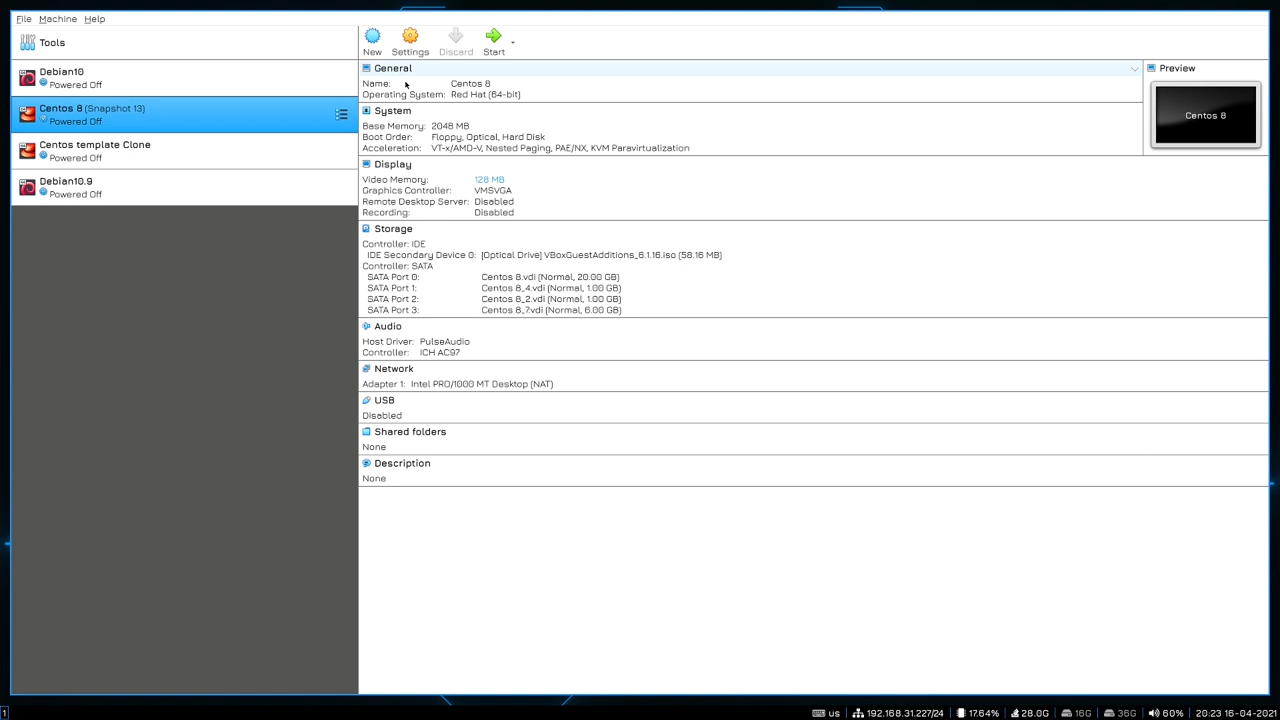 File Machine Help
Tools
New Settings Discard Start
Debian10
Powered Off
Centos 8 (Snapshot 13)
Powered Off
Centos template Clone
Powered Off
Debian10.9
Powered Off
General
Name: Centos 8
Operating System: Red Hat (64-bit)
System
Base Memory: 2048 MB
Boot Order: Floppy, Optical, Hard Disk
Acceleration: VT-x/AMD-V, Nested Paging, PAE/NX, KVM Paravirtualization
Display
Video Memory: 128 MB
Graphics Controller: VMSVGA
Remote Desktop Server: Disabled
Recording: Disabled
Storage
Controller: IDE
IDE Secondary Device 0: [Optical Drive] VBoxGuestAdditions_6.1.16.iso (58.16 MB)
Controller: SATA
SATA Port 0: Centos 8.vdi (Normal, 20.00 GB)
SATA Port 1: Centos 8_4.vdi (Normal, 1.00 GB)
SATA Port 2: Centos 8_2.vdi (Normal, 1.00 GB)
SATA Port 3: Centos 8_7.vdi (Normal, 6.00 GB)
Audio
Host Driver: PulseAudio
Controller: ICH AC97
Network
Adapter 1: Intel PRO/1000 MT Desktop (NAT)
USB
Disabled
Shared folders
None
Description
None
Preview
Centos 8
1 us 192.168.31.227/24 17.64% 28.0G 16G 36G 60% 20:23 16-04-2021